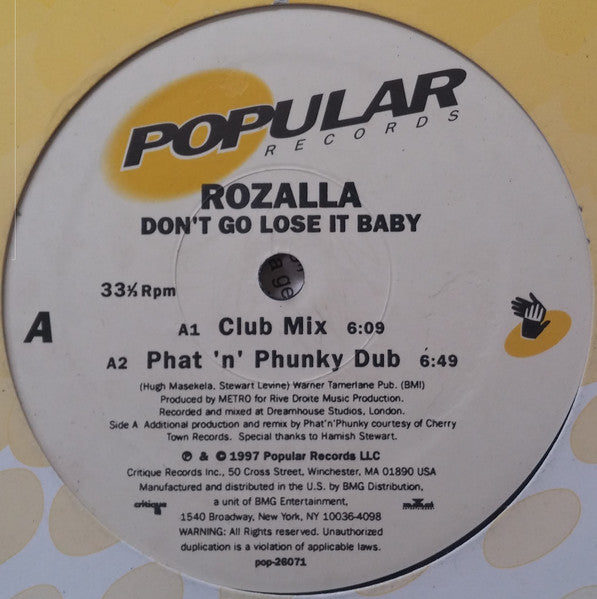 POPULAR
RECORDS
ROZALLA
DON'T GO LOSE IT BABY
33⅓ Rpm
A
A1 Club Mix 6:09
A2 Phat 'n' Phunky Dub 6:49
(Hugh Masekela, Stewart Levine) Warner Tamerlane Pub. (BMI)
Produced by METRO for Rive Droite Music Production.
Recorded and mixed at Dreamhouse Studios, London.
Side A Additional production and remix by Phat'n'Phunky courtesy of Cherry
Town Records. Special thanks to Hamish Stewart.
℗ & © 1997 Popular Records LLC
Critique Records Inc., 50 Cross Street, Winchester, MA 01890 USA
Manufactured and distributed in the U.S. by BMG Distribution,
a unit of BMG Entertainment,
critique
1540 Broadway, New York, NY 10036-4098
WARNING: All Rights reserved. Unauthorized
duplication is a violation of applicable laws.
pop-26071